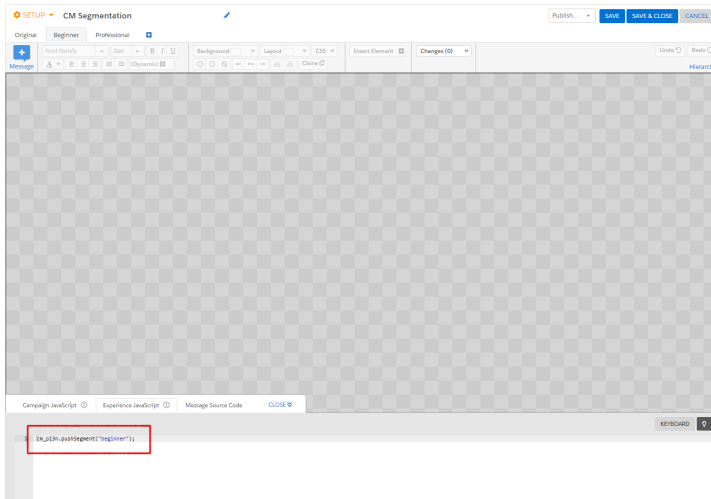 SETUP CM Segmentation Publish... SAVE SAVE & CLOSE CANCEL
Original Beginner Professional
Font Family Size B I U Background Layout CSS Insert Element Changes (0) Undo Redo
Message A (Dynamic) Clone Hierarc
Campaign JavaScript Experience JavaScript Message Source Code CLOSE
KEYBOARD
1 cm_p13n.pushSegment("beginner");